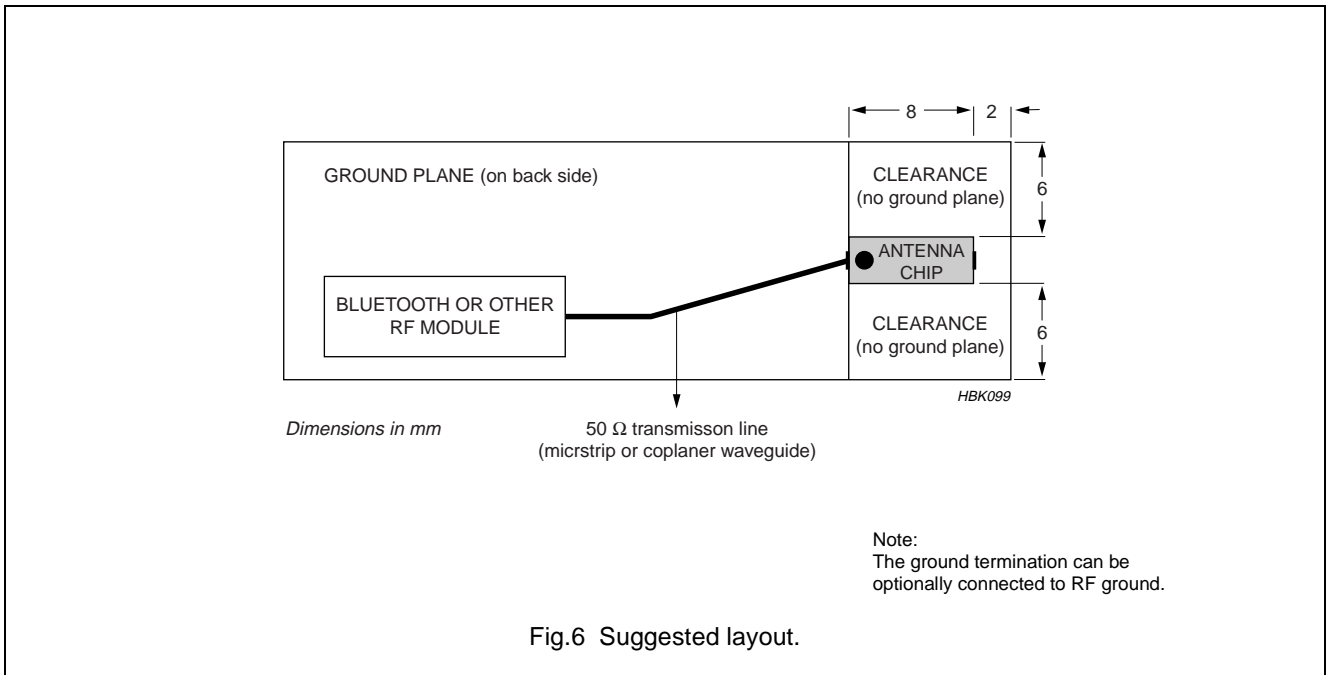 8
2
GROUND PLANE (on back side)
CLEARANCE
(no ground plane)
6
ANTENNA
CHIP
BLUETOOTH OR OTHER
RF MODULE
CLEARANCE
(no ground plane)
6
HBK099
Dimensions in mm
50 Ω transmisson line
(micrstrip or coplaner waveguide)
Note:
The ground termination can be
optionally connected to RF ground.
Fig.6 Suggested layout.